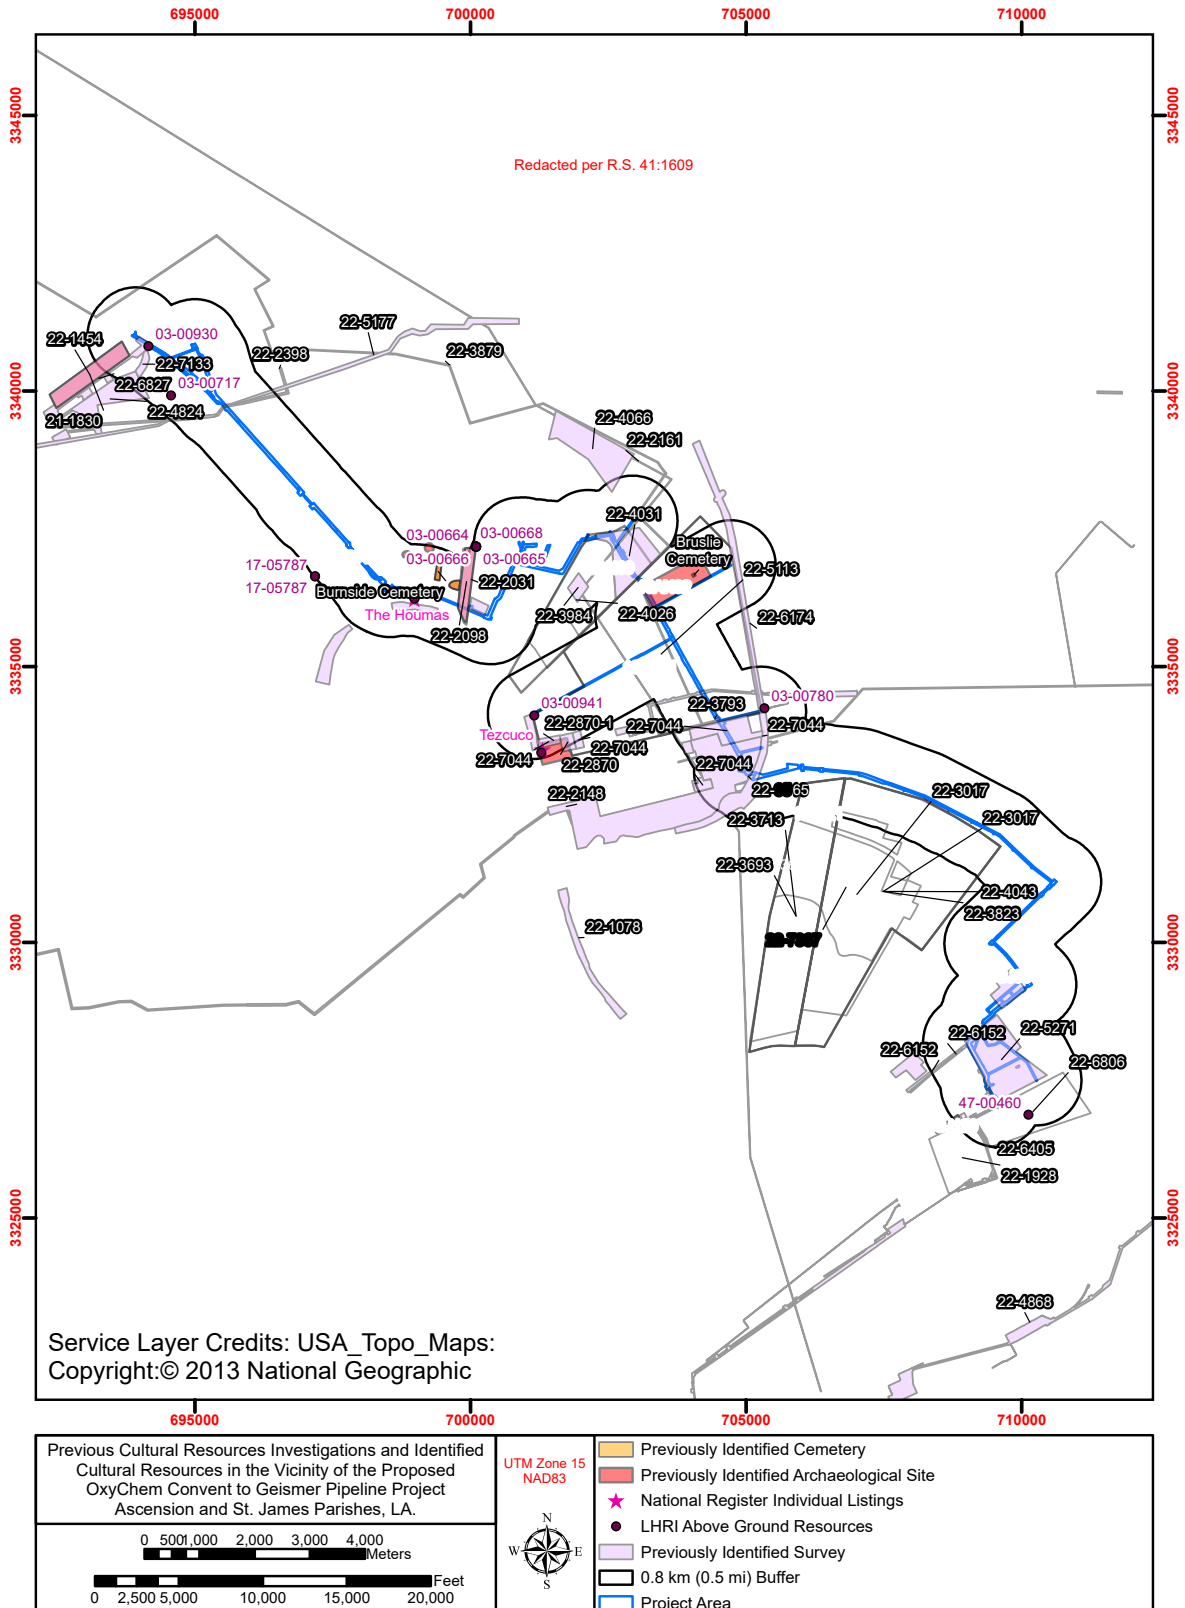 695000
700000
705000
710000
3345000
3345000
Redacted per R.S. 41:1609
22-1454
03-00930
22-7133
22-5177
22-2398
22-3879
22-6827
03-00717
22-4824
21-1830
3340000
3340000
22-4066
22-2161
22-4031
03-00664
03-00668
03-00666
03-00665
Bruslie
Cemetery
22-5113
17-05787
17-05787
Burnside Cemetery
22-2031
The Houmas
22-2098
22-3984
22-4026
22-6174
3335000
3335000
03-00941
22-3793
03-00780
22-2870-1
22-7044
22-7044
Tezcuco
22-7044
22-7044
22-2870
22-7044
22-2148
22-3017
22-3713
22-3017
22-3693
22-4043
22-3823
22-1078
3330000
3330000
22-6152
22-5271
22-6152
22-6806
47-00460
22-6405
22-1928
3325000
3325000
22-4868
Service Layer Credits: USA_Topo_Maps:
Copyright:© 2013 National Geographic
695000
700000
705000
710000
Previous Cultural Resources Investigations and Identified
Cultural Resources in the Vicinity of the Proposed
OxyChem Convent to Geismer Pipeline Project
Ascension and St. James Parishes, LA.
0 500 1,000 2,000 3,000 4,000
Meters
Feet
0 2,500 5,000 10,000 15,000 20,000
UTM Zone 15
NAD83
N
W E
S
Previously Identified Cemetery
Previously Identified Archaeological Site
National Register Individual Listings
LHRI Above Ground Resources
Previously Identified Survey
0.8 km (0.5 mi) Buffer
Project Area